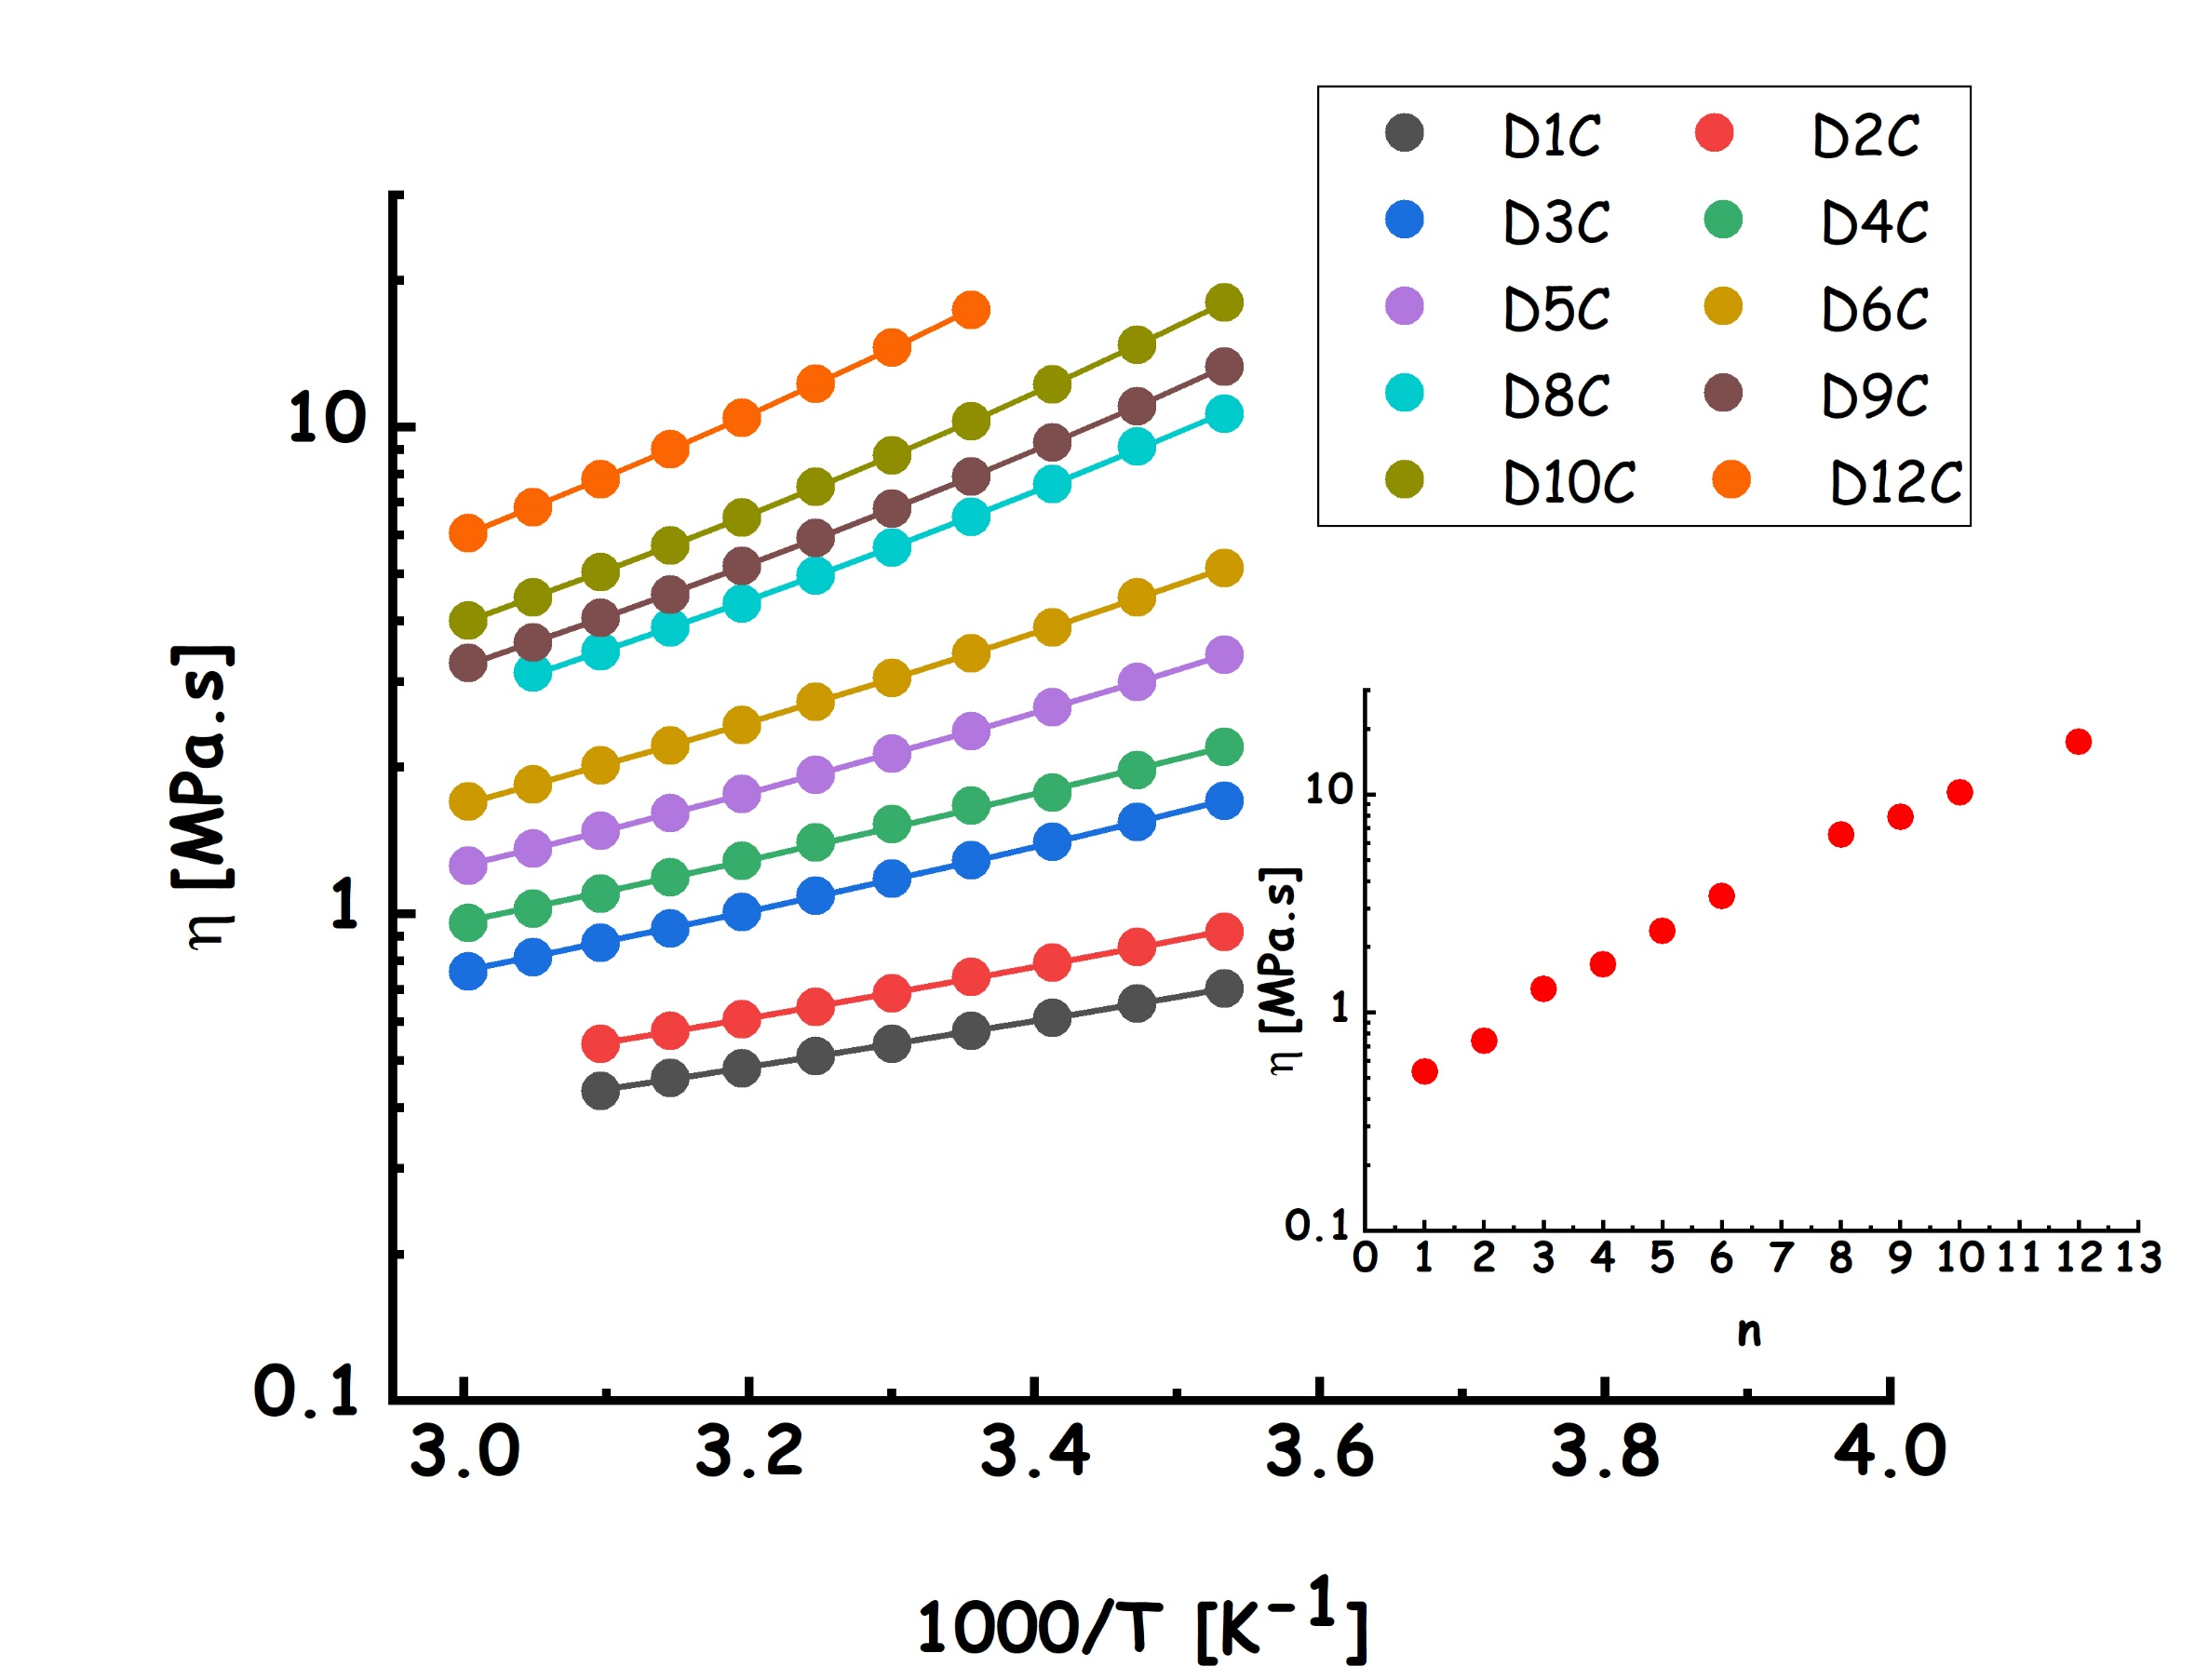 D1C D2C
D3C D4C
D5C D6C
D8C D9C
D10C D12C
10
1
0.1
η [MPa.s]
3.0 3.2 3.4 3.6 3.8 4.0
1000/T [K⁻¹]
10
1
0.1
η [MPa.s]
0 1 2 3 4 5 6 7 8 9 10 11 12 13
n